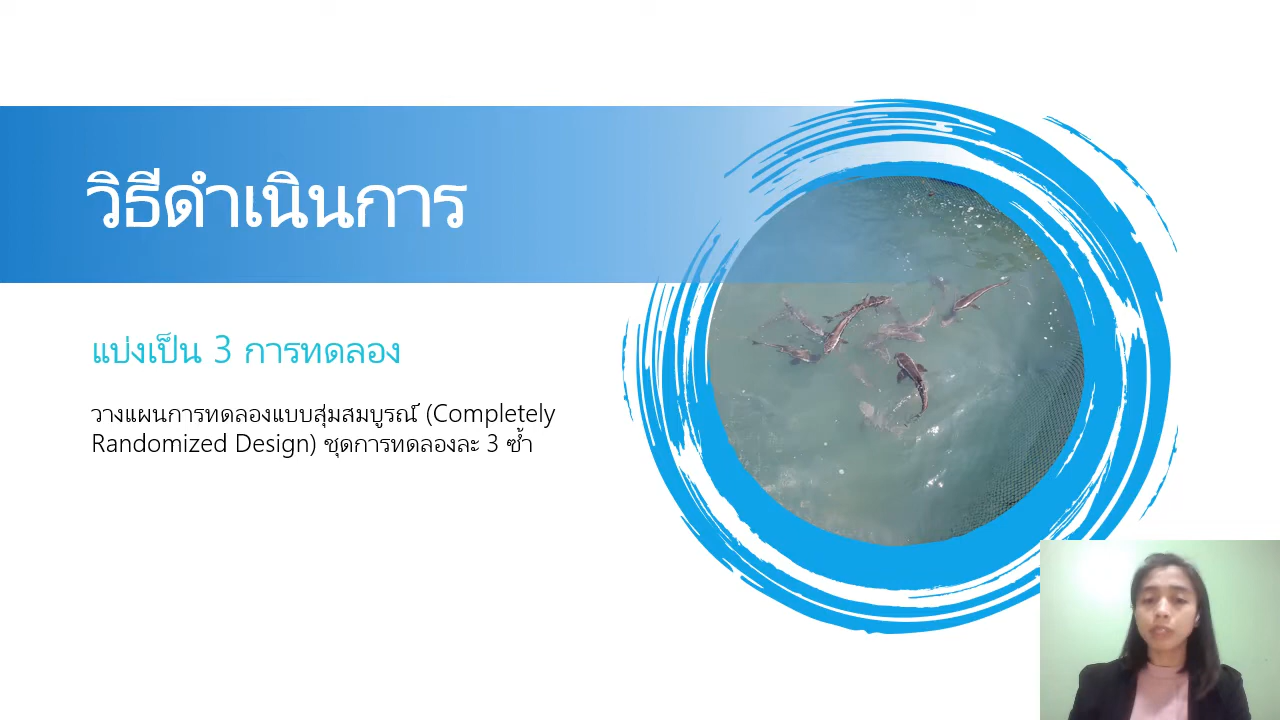 วิธีดำเนินการ
แบ่งเป็น 3 การทดลอง
วางแผนการทดลองแบบสุ่มสมบูรณ์ (Completely
Randomized Design) ชุดการทดลองละ 3 ซ้ำ